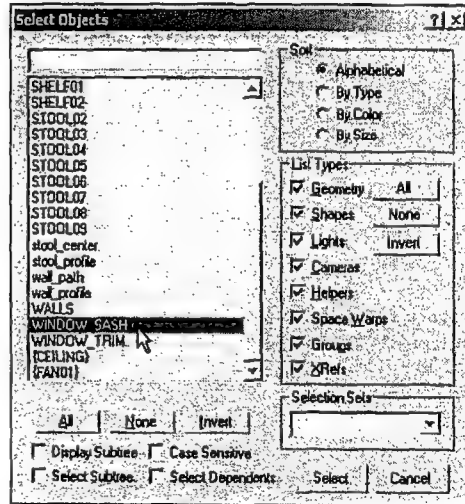 Select Objects
SHELF01
SHELF02
STOOL02
STOOL03
STOOL04
STOOL05
STOOL06
STOOL07
STOOL08
STOOL09
stool_center
stool_profile
wall_path
wall_profile
WALLS
WINDOW_SASH
WINDOW_TRIM
{CEILING}
{FAN01}
All None Invert
Display Subtree Case Sensitive
Select Subtree Select Dependents
Sort
Alphabetical
By Type
By Color
By Size
List Types
Geometry All
Shapes None
Lights Invert
Cameras
Helpers
Space Warps
Groups
XRefs
Selection Sets
Select Cancel